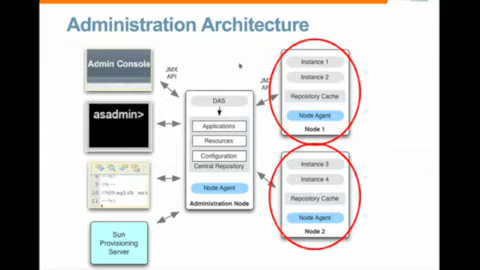 Administration Architecture
Admin Console
JMX
API
asadmin>
Sun
Provisioning
Server
DAS
Applications
Resources
Configuration
Central Repository
Node Agent
Administration Node
JMX
API
Instance 1
Instance 2
Repository Cache
Node Agent
Node 1
Instance 3
Instance 4
Repository Cache
Node Agent
Node 2